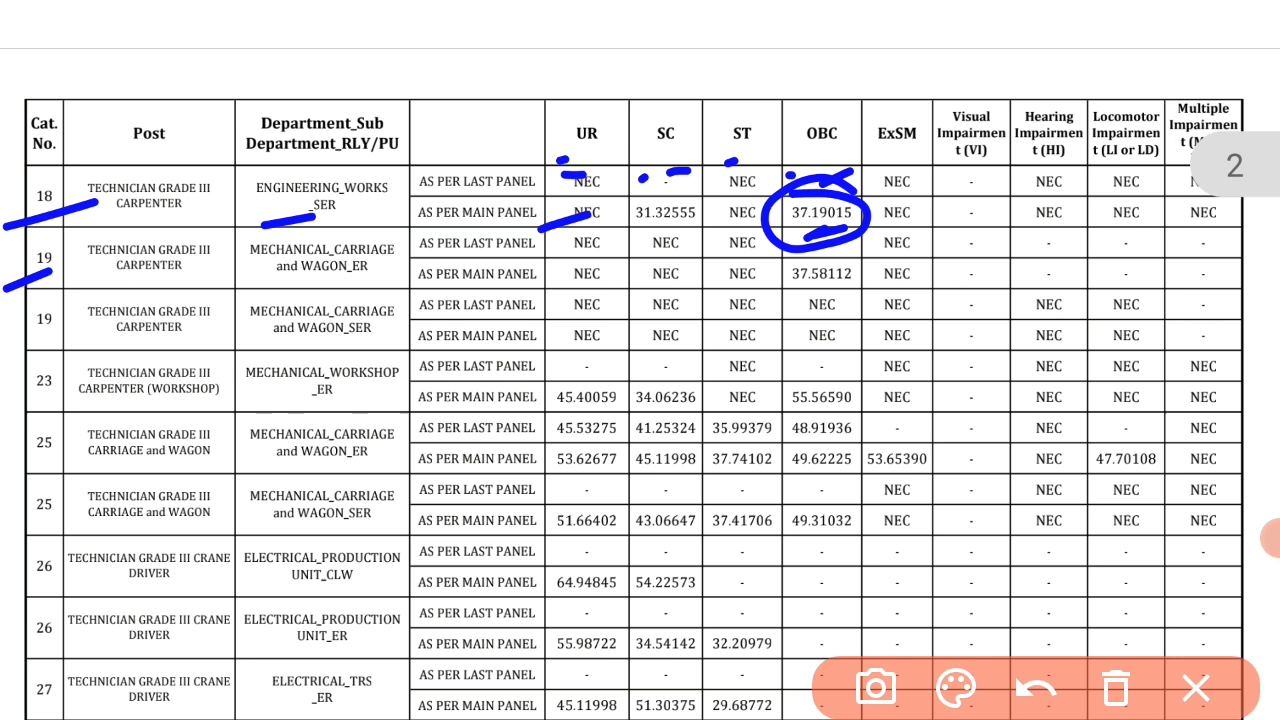 2
Cat. No. Post Department_Sub Department_RLY/PU UR SC ST OBC ExSM Visual Impairmen t (VI) Hearing Impairmen t (HI) Locomotor Impairmen t (LI or LD) Multiple Impairmen
18 TECHNICIAN GRADE III CARPENTER ENGINEERING_WORKS _SER AS PER LAST PANEL NEC - NEC NEC - NEC NEC
AS PER MAIN PANEL NEC 31.32555 NEC 37.19015 NEC - NEC NEC -
19 TECHNICIAN GRADE III CARPENTER MECHANICAL_CARRIAGE and WAGON_ER AS PER LAST PANEL NEC NEC NEC NEC - - - -
AS PER MAIN PANEL NEC NEC NEC 37.58112 NEC - - - -
19 TECHNICIAN GRADE III CARPENTER MECHANICAL_CARRIAGE and WAGON_SER AS PER LAST PANEL NEC NEC NEC NEC NEC - NEC NEC -
AS PER MAIN PANEL NEC NEC NEC NEC NEC - NEC NEC -
23 TECHNICIAN GRADE III CARPENTER (WORKSHOP) MECHANICAL_WORKSHOP _ER AS PER LAST PANEL - - NEC - NEC - NEC NEC NEC
AS PER MAIN PANEL 45.40059 34.06236 NEC 55.56590 NEC - NEC NEC NEC
25 TECHNICIAN GRADE III CARRIAGE and WAGON MECHANICAL_CARRIAGE and WAGON_ER AS PER LAST PANEL 45.53275 41.25324 35.99379 48.91936 - - NEC - NEC
AS PER MAIN PANEL 53.62677 45.11998 37.74102 49.62225 53.65390 - NEC 47.70108 NEC
25 TECHNICIAN GRADE III CARRIAGE and WAGON MECHANICAL_CARRIAGE and WAGON_SER AS PER LAST PANEL - - - - NEC - NEC NEC NEC
AS PER MAIN PANEL 51.66402 43.06647 37.41706 49.31032 NEC - NEC NEC NEC
26 TECHNICIAN GRADE III CRANE DRIVER ELECTRICAL_PRODUCTION UNIT_CLW AS PER LAST PANEL - - - - - - - - -
AS PER MAIN PANEL 64.94845 54.22573 - - - - - - -
26 TECHNICIAN GRADE III CRANE DRIVER ELECTRICAL_PRODUCTION UNIT_ER AS PER LAST PANEL - - - - - - - - -
AS PER MAIN PANEL 55.98722 34.54142 32.20979 - - - - - -
27 TECHNICIAN GRADE III CRANE DRIVER ELECTRICAL_TRS _ER AS PER LAST PANEL - - -
AS PER MAIN PANEL 45.11998 51.30375 29.68772